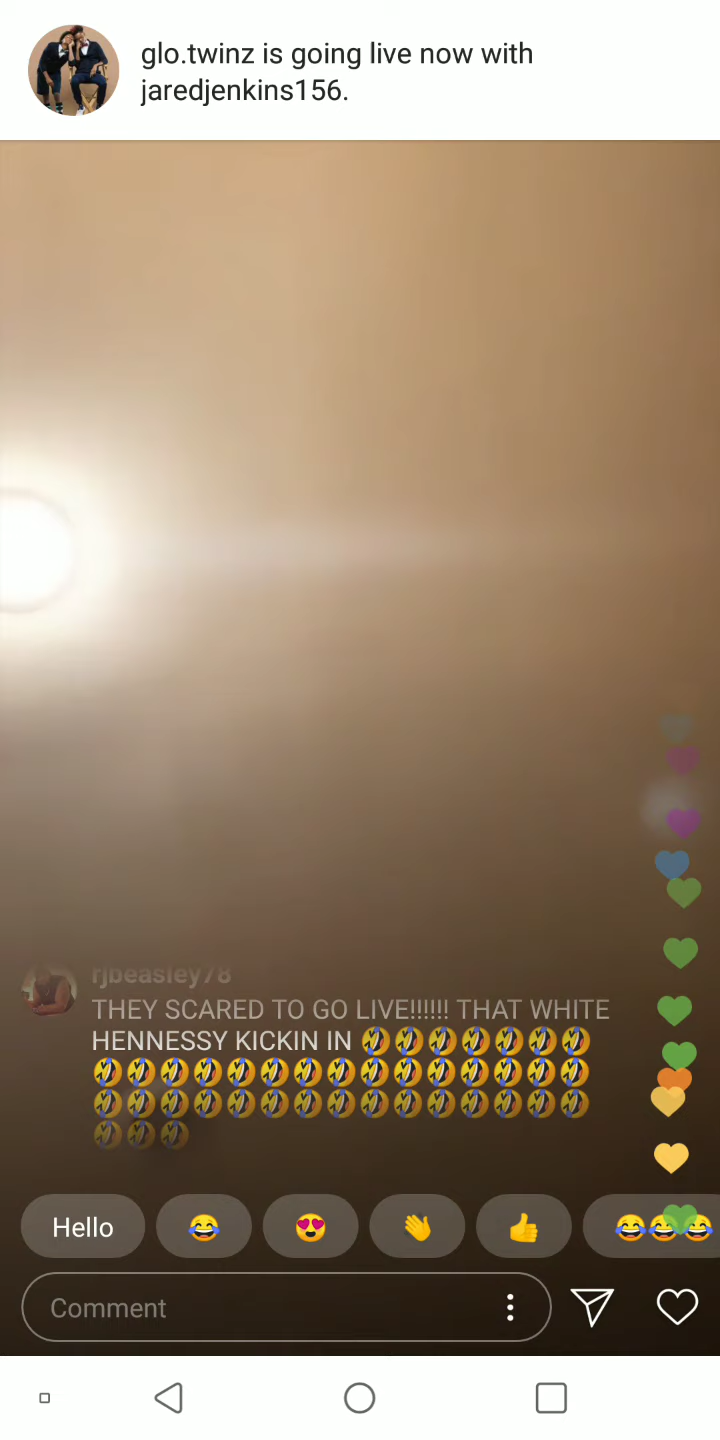 glo.twinz is going live now with
jaredjenkins156.
rjbeasley78
THEY SCARED TO GO LIVE!!!!!! THAT WHITE
HENNESSY KICKIN IN 🤣🤣🤣🤣🤣🤣🤣
🤣🤣🤣🤣🤣🤣🤣🤣🤣🤣🤣🤣🤣🤣🤣
🤣🤣🤣🤣🤣🤣🤣🤣🤣🤣🤣🤣🤣🤣🤣
🤣🤣🤣
Hello 😂 😍 👋 👍 😂😂😂
Comment